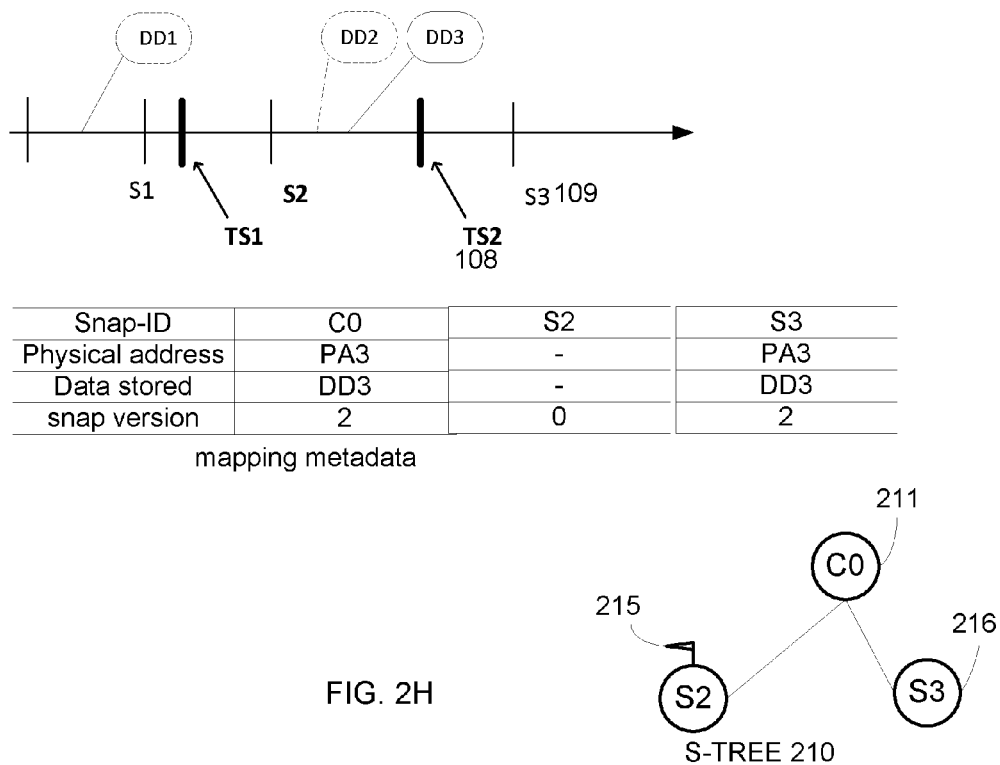 DD1
DD2
DD3
S1
S2
S3 109
TS1
TS2
108
Snap-ID C0 S2 S3
Physical address PA3 - PA3
Data stored DD3 - DD3
snap version 2 0 2
mapping metadata
211
C0
215
216
S2
S3
FIG. 2H
S-TREE 210